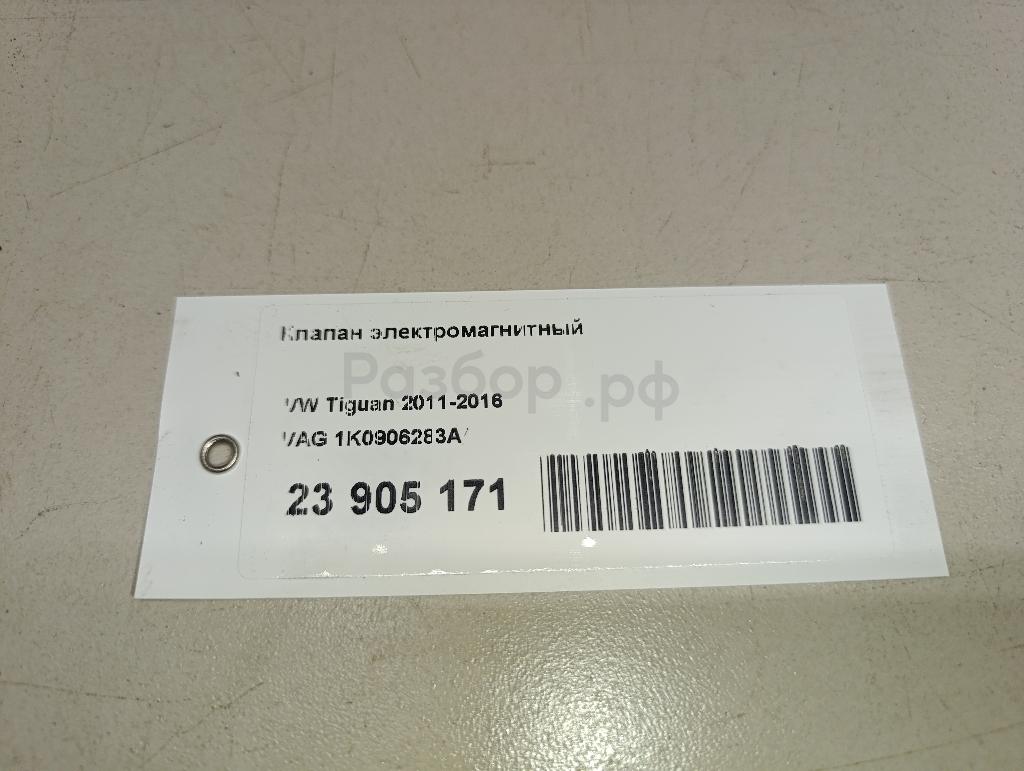 Клапан электромагнитный
Разбор.рф
VW Tiguan 2011-2016
VAG 1K0906283A
23 905 171